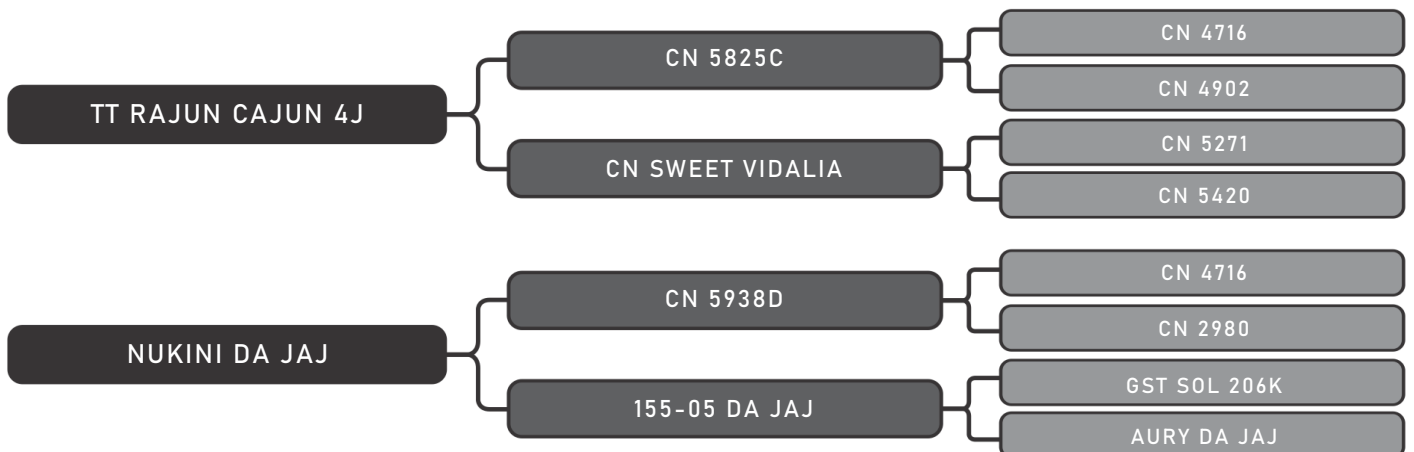 TT RAJUN CAJUN 4J
CN 5825C
CN SWEET VIDALIA
CN 4716
CN 4902
CN 5271
CN 5420
NUKINI DA JAJ
CN 5938D
155-05 DA JAJ
CN 4716
CN 2980
GST SOL 206K
AURY DA JAJ